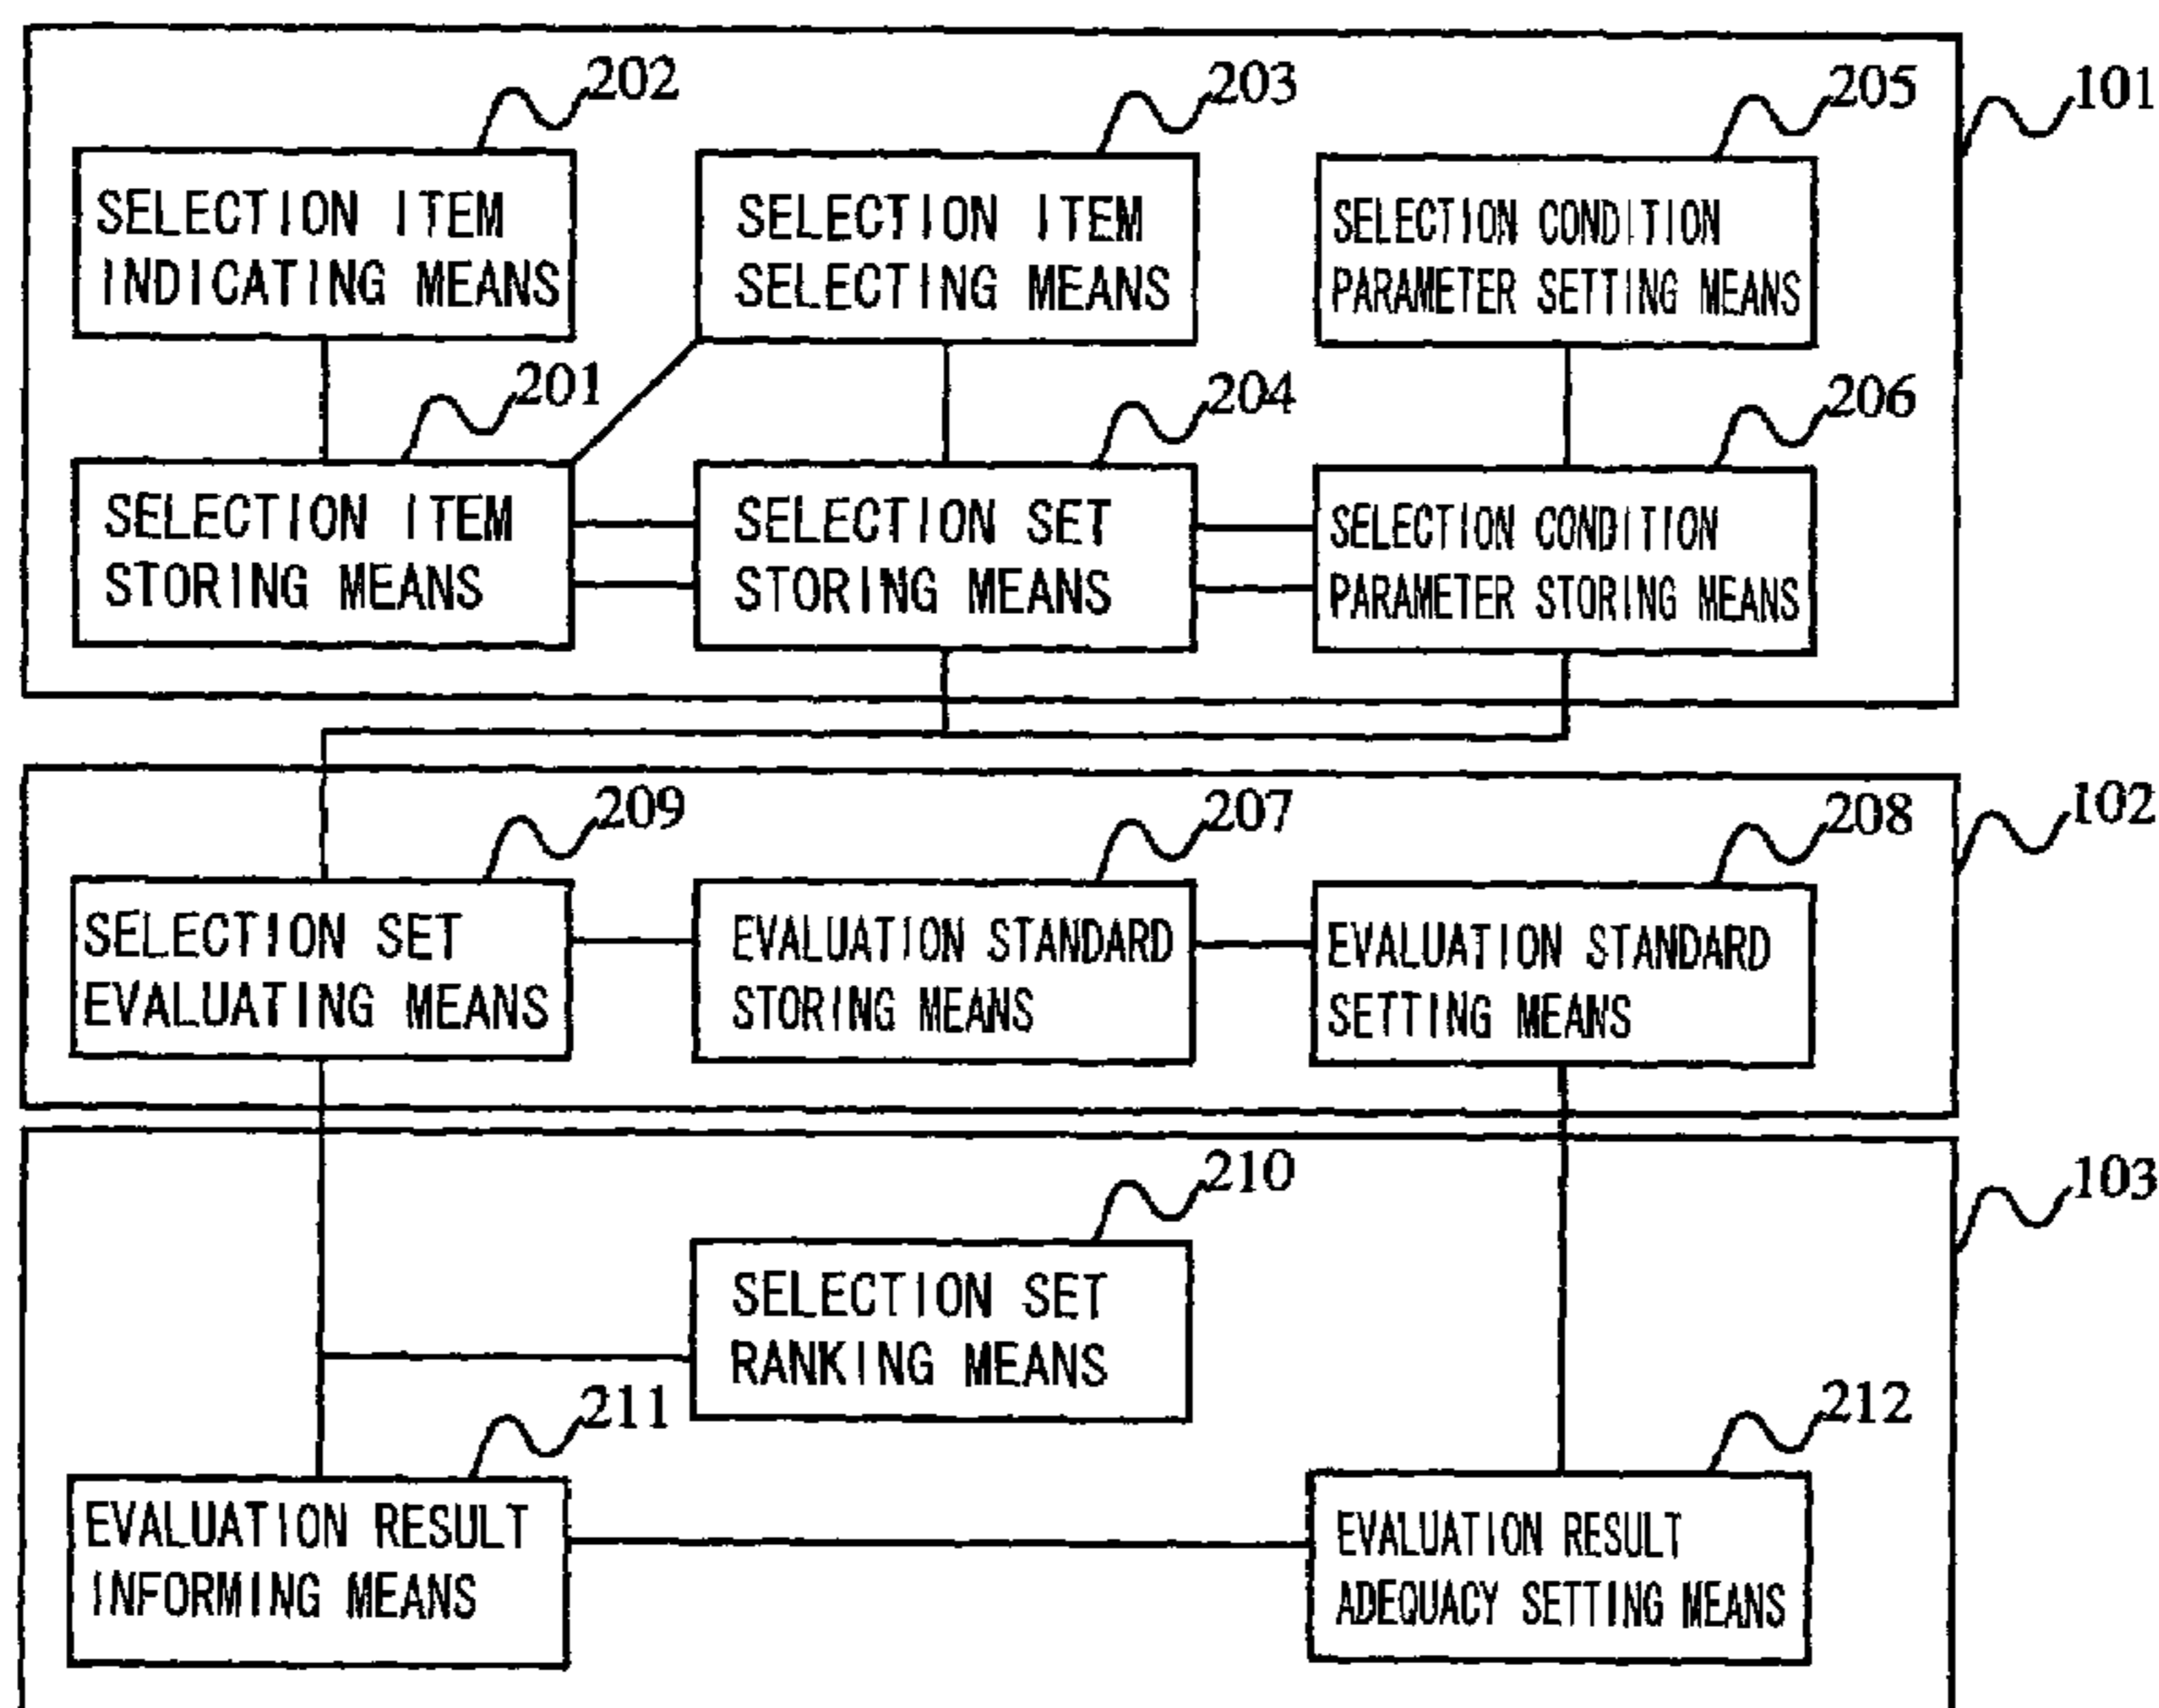 202
203
205
101
SELECTION ITEM
INDICATING MEANS
SELECTION ITEM
SELECTING MEANS
SELECTION CONDITION
PARAMETER SETTING MEANS
201
204
206
SELECTION ITEM
STORING MEANS
SELECTION SET
STORING MEANS
SELECTION CONDITION
PARAMETER STORING MEANS
209
207
208
102
SELECTION SET
EVALUATING MEANS
EVALUATION STANDARD
STORING MEANS
EVALUATION STANDARD
SETTING MEANS
210
103
SELECTION SET
RANKING MEANS
211
212
EVALUATION RESULT
INFORMING MEANS
EVALUATION RESULT
ADEQUACY SETTING MEANS